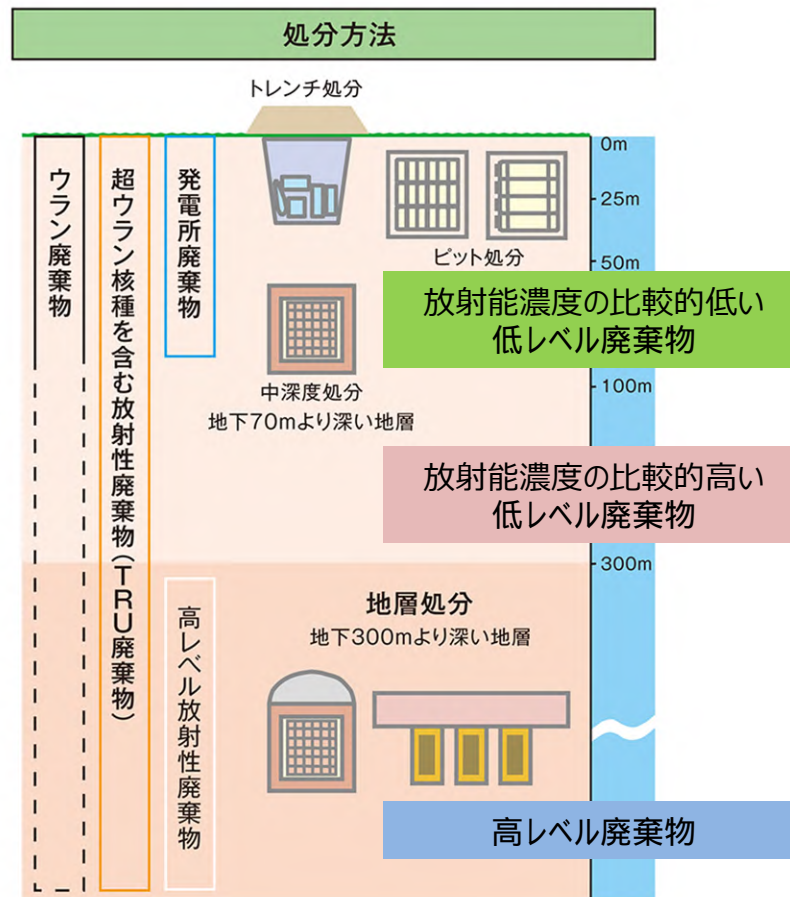 処分方法
トレンチ処分
0m
25m
ピット処分
50m
放射能濃度の比較的低い
低レベル廃棄物
中深度処分
地下70mより深い地層
100m
放射能濃度の比較的高い
低レベル廃棄物
300m
地層処分
地下300mより深い地層
高レベル廃棄物
ウラン廃棄物
超ウラン核種を含む放射性廃棄物(TRU廃棄物)
発電所廃棄物
高レベル放射性廃棄物